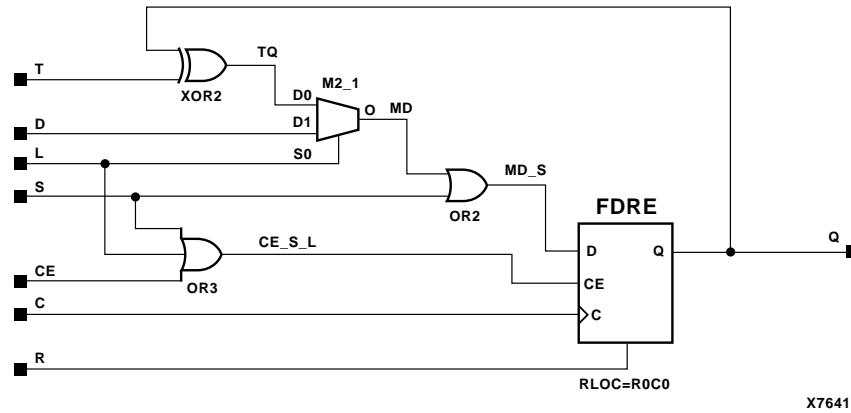 TQ
T
XOR2
M2_1
D0
O
MD
D
D1
L
S0
S
MD_S
OR2
FDRE
CE_S_L
D
Q
Q
CE
OR3
CE
C
C
R
RLOC=R0C0
X7641